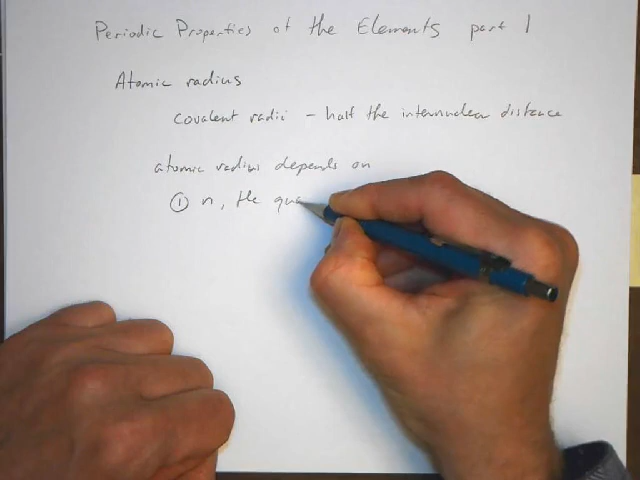 Periodic Properties of the Elements part 1
Atomic radius
covalent radii - half the internuclear distance
atomic radius depends on
① n, the qua